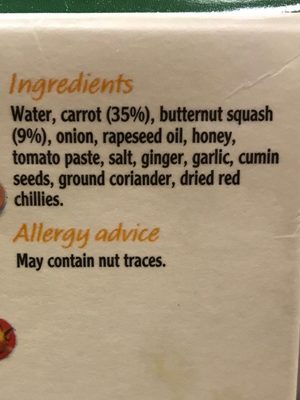 Ingredients
Water, carrot (35%), butternut squash
(9%), onion, rapeseed oil, honey,
tomato paste, salt, ginger, garlic, cumin
seeds, ground coriander, dried red
chillies.
Allergy advice
May contain nut traces.